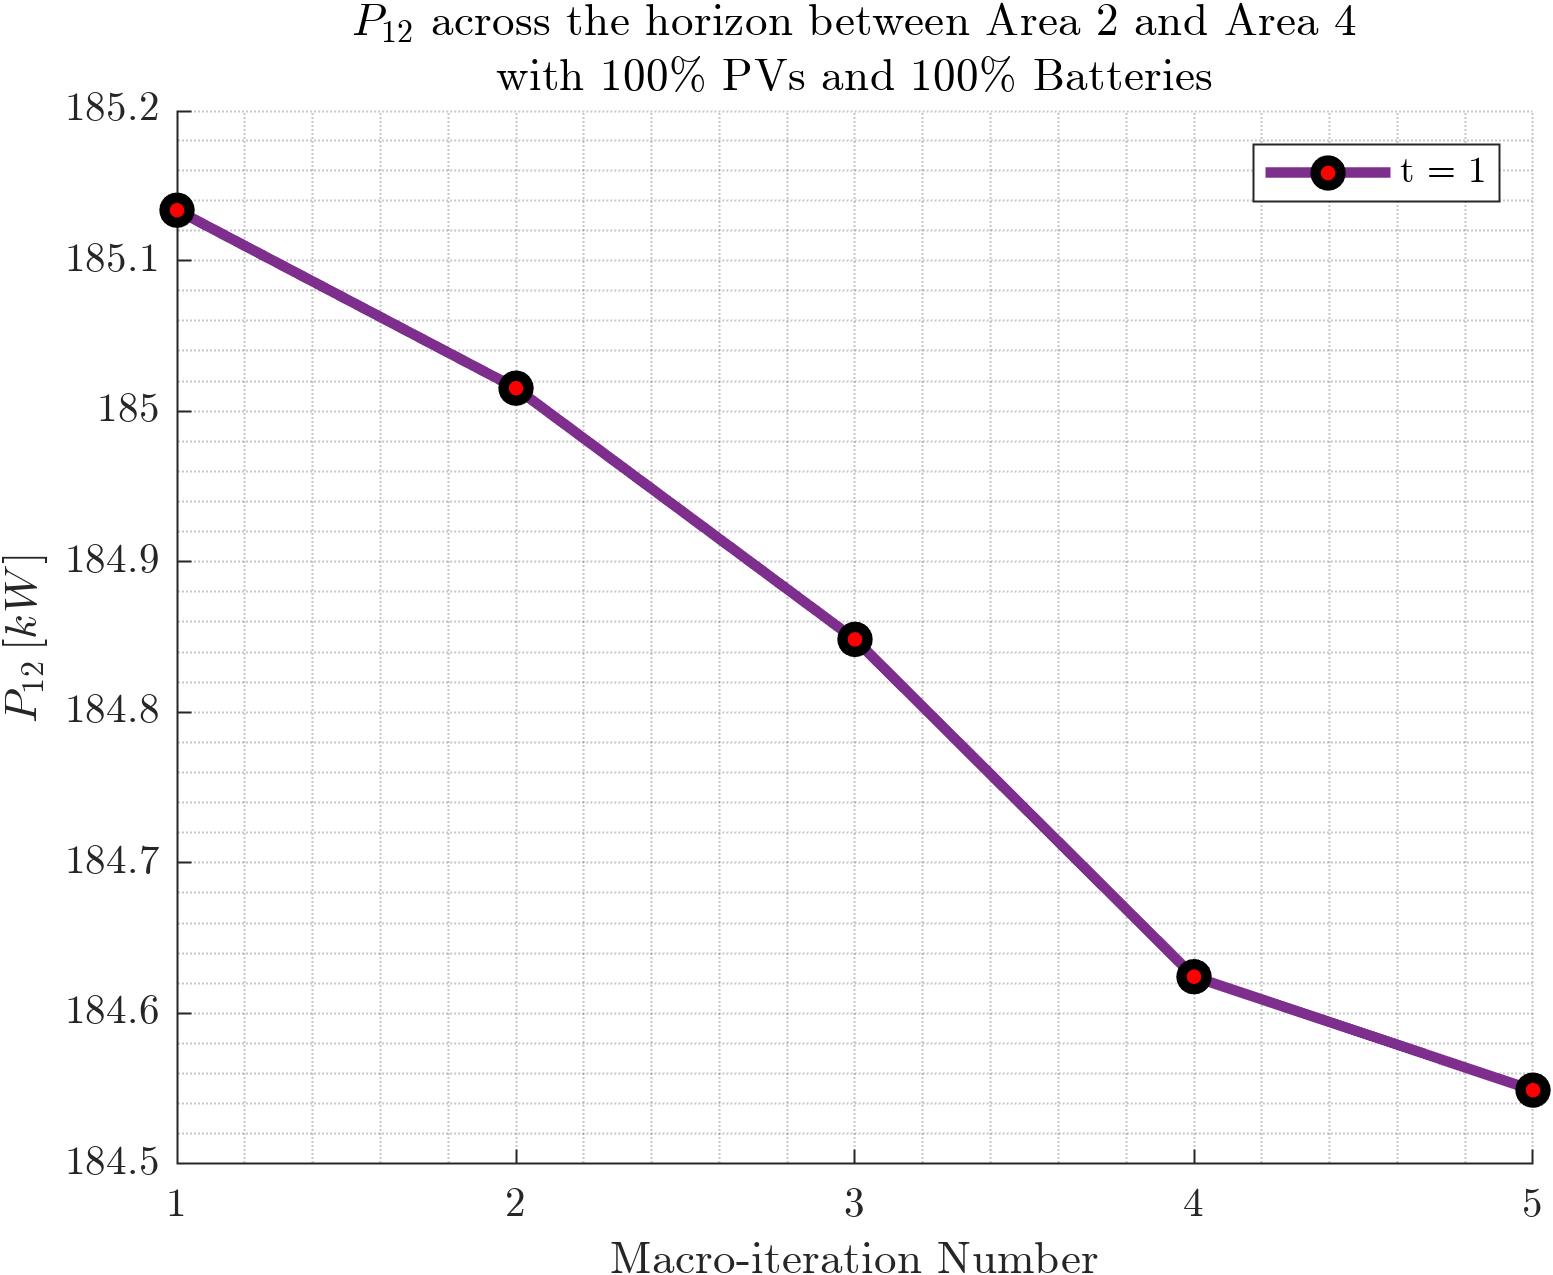 P₁₂ across the horizon between Area 2 and Area 4
with 100% PVs and 100% Batteries
185.2
185.1
185
184.9
184.8
184.7
184.6
184.5
P₁₂ [kW]
t = 1
1 2 3 4 5
Macro-iteration Number